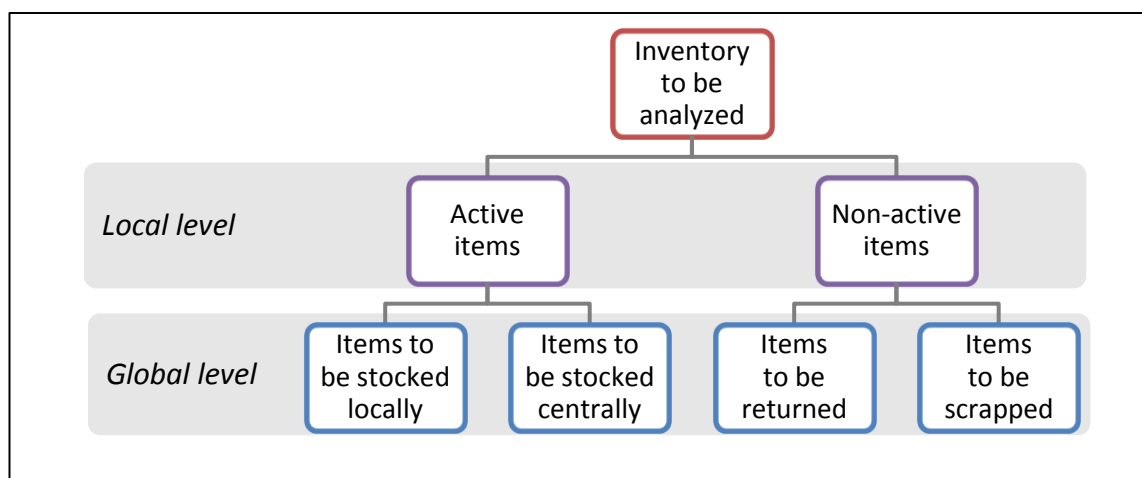 Inventory
to be
analyzed
Local level
Active
items
Non-active
items
Global level
Items to
be stocked
locally
Items to
be stocked
centrally
Items
to be
returned
Items
to be
scrapped